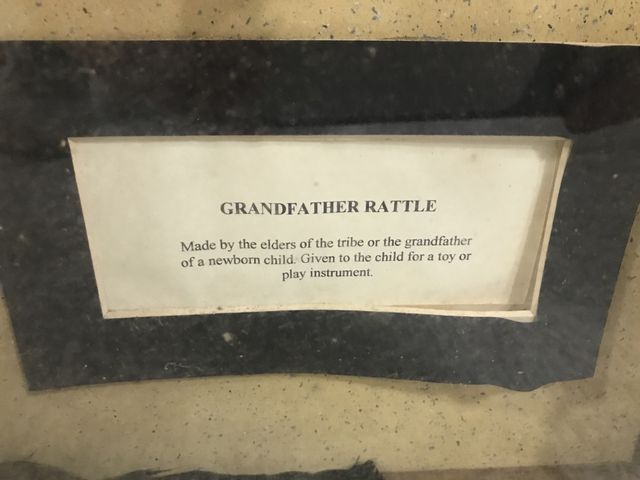 GRANDFATHER RATTLE
Made by the elders of the tribe or the grandfather
of a newborn child. Given to the child for a toy or
play instrument.